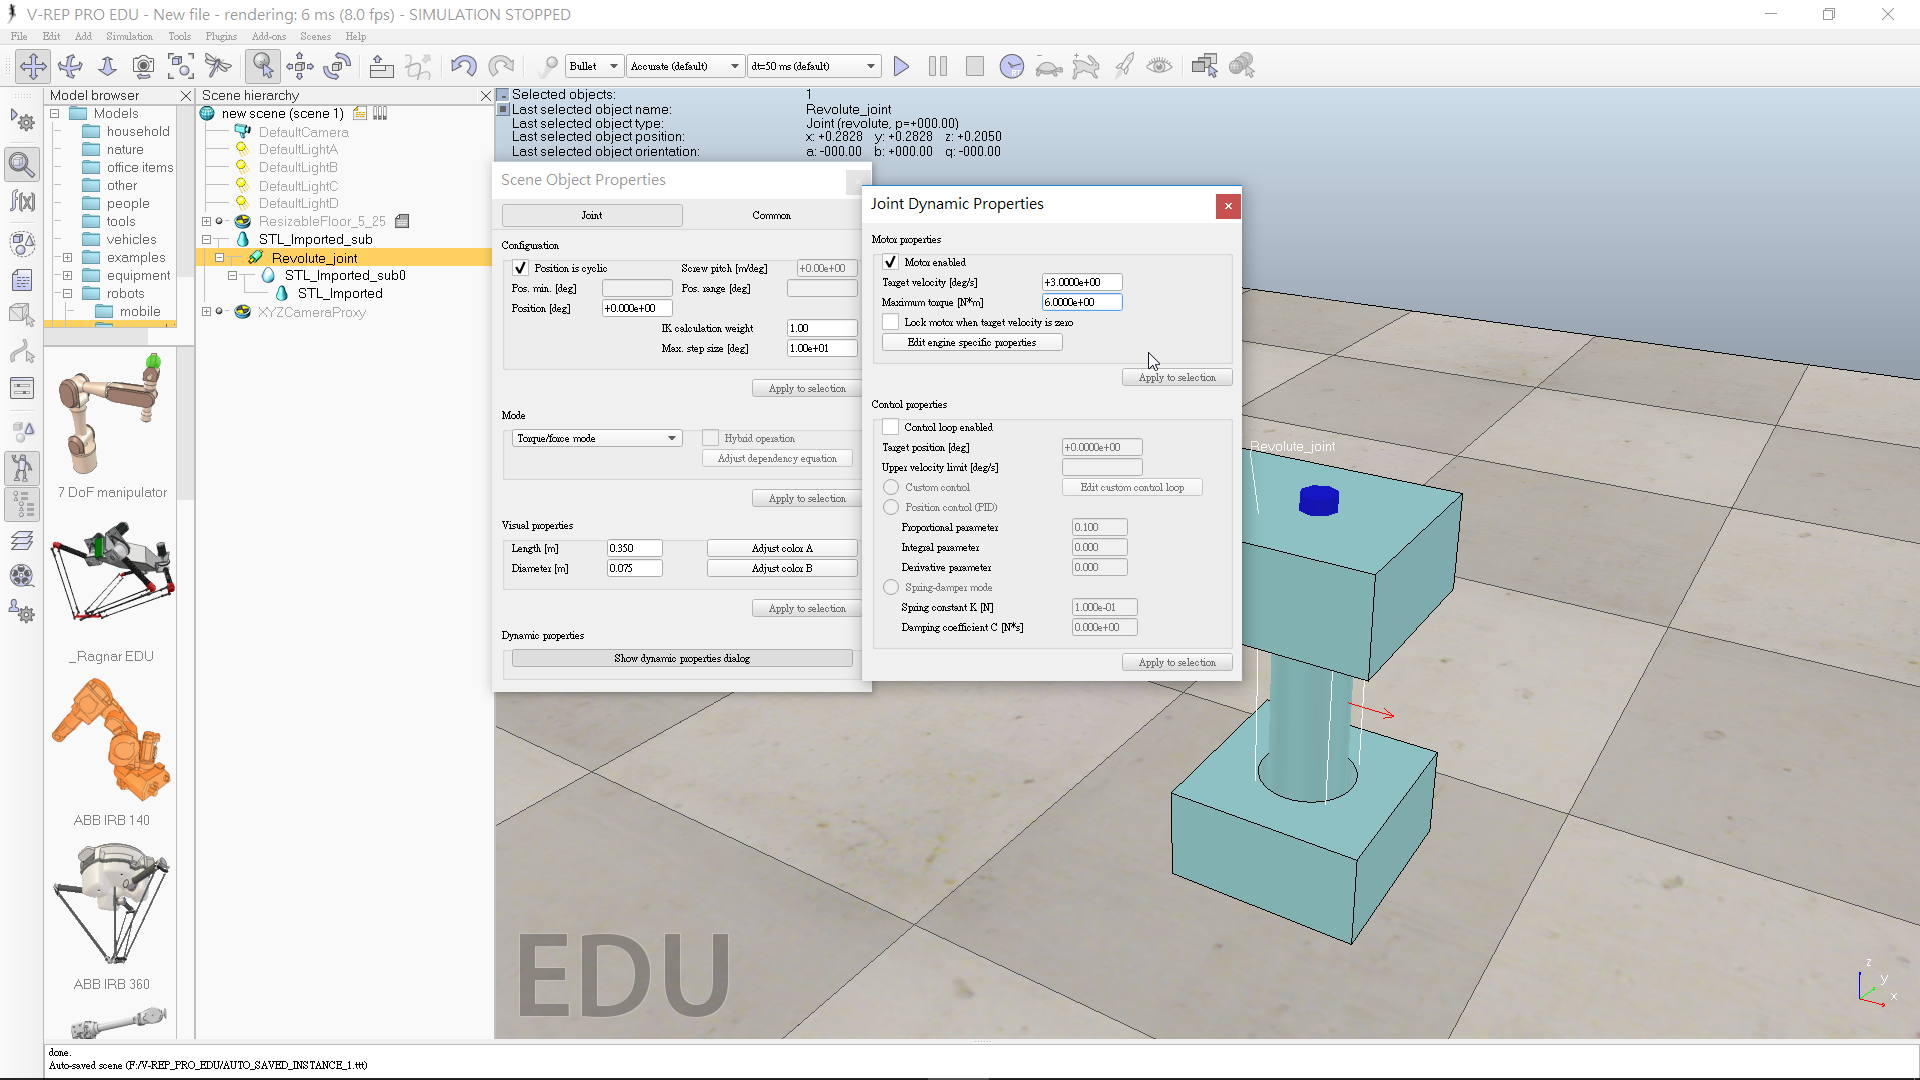 V-REP PRO EDU - New file - rendering: 6 ms (8.0 fps) - SIMULATION STOPPED
File Edit Add Simulation Tools Plugins Add-ons Scenes Help
Bullet Accurate (default) dt=50 ms (default)
Model browser
Models
household
nature
office items
other
people
tools
vehicles
examples
equipment
robots
mobile
7 DoF manipulator
_Ragnar EDU
ABB IRB 140
ABB IRB 360
Scene hierarchy
new scene (scene 1)
DefaultCamera
DefaultLightA
DefaultLightB
DefaultLightC
DefaultLightD
ResizableFloor_5_25
STL_Imported_sub
Revolute_joint
STL_Imported_sub0
STL_Imported
XYZCameraProxy
Selected objects: 1
Last selected object name: Revolute_joint
Last selected object type: Joint (revolute, p=+000.00)
Last selected object position: x: +0.2828 y: +0.2828 z: +0.2050
Last selected object orientation: a: -000.00 b: +000.00 q: -000.00
Scene Object Properties
Joint Common
Configuration
Position is cyclic Screw pitch [m/deg] +0.00e+00
Pos. min. [deg] Pos. range [deg]
Position [deg] +0.000e+00
IK calculation weight 1.00
Max. step size [deg] 1.00e+01
Apply to selection
Mode
Torque/force mode Hybrid operation
Adjust dependency equation
Apply to selection
Visual properties
Length [m] 0.350 Adjust color A
Diameter [m] 0.075 Adjust color B
Apply to selection
Dynamic properties
Show dynamic properties dialog
Joint Dynamic Properties
Motor properties
Motor enabled
Target velocity [deg/s] +3.0000e+00
Maximum torque [N*m] 6.0000e+00
Lock motor when target velocity is zero
Edit engine specific properties
Apply to selection
Control properties
Control loop enabled
Target position [deg] +0.0000e+00
Upper velocity limit [deg/s]
Custom control Edit custom control loop
Position control (PID)
Proportional parameter 0.100
Integral parameter 0.000
Derivative parameter 0.000
Spring-damper mode
Spring constant K [N] 1.000e-01
Damping coefficient C [N*s] 0.000e+00
Apply to selection
Revolute_joint
EDU
z
y
x
done.
Auto-saved scene (F:/V-REP_PRO_EDU/AUTO_SAVED_INSTANCE_1.ttt)